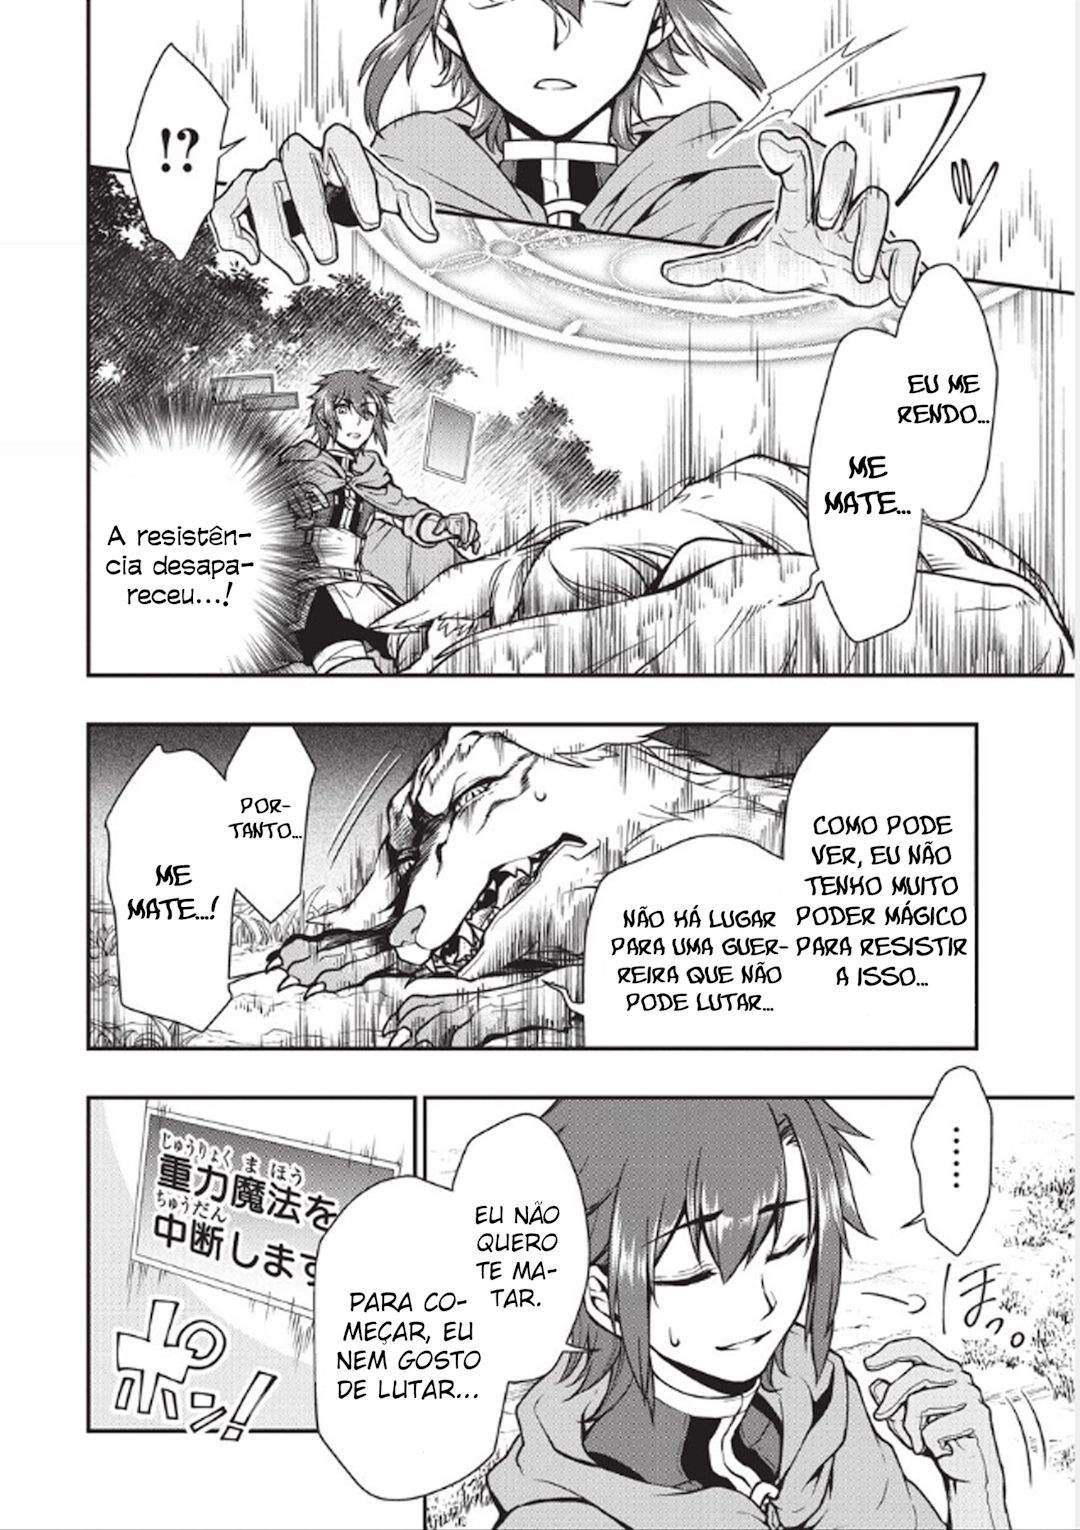 !?
EU ME
RENDO...
ME
MATE...
A resistên-
cia desapa-
receu...!
COMO PODE
VER, EU NÃO
TENHO MUITO
PODER MÁGICO
PARA RESISTIR
A ISSO...
NÃO HÁ LUGAR
PARA UMA GUER-
REIRA QUE NÃO
PODE LUTAR...
POR-
TANTO...
ME
MATE...!
........
ほっ。
EU NÃO
QUERO
TE MA-
TAR.
PARA CO-
MEÇAR, EU
NEM GOSTO
DE LUTAR...
じゅうりょく ま ほう
重力魔法を
ちゅうだん
中断します
ポン!